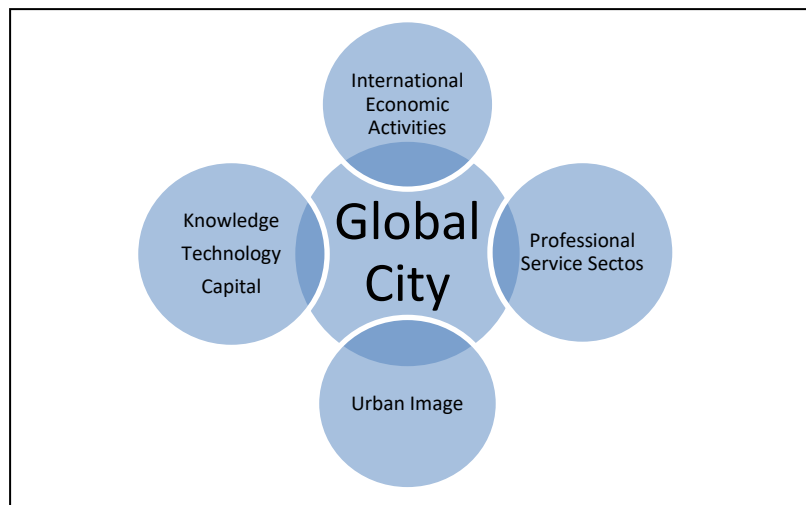 International
Economic
Activities
Knowledge
Technology
Capital
Global
City
Professional
Service Sectos
Urban Image